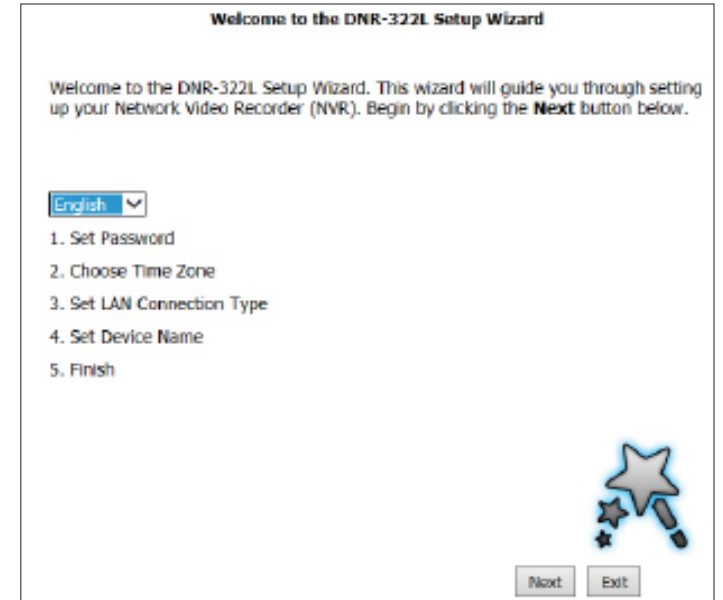 Welcome to the DNR-322L Setup Wizard
Welcome to the DNR-322L Setup Wizard. This wizard will guide you through setting
up your Network Video Recorder (NVR). Begin by clicking the Next button below.
English
1. Set Password
2. Choose Time Zone
3. Set LAN Connection Type
4. Set Device Name
5. Finish
Next Exit